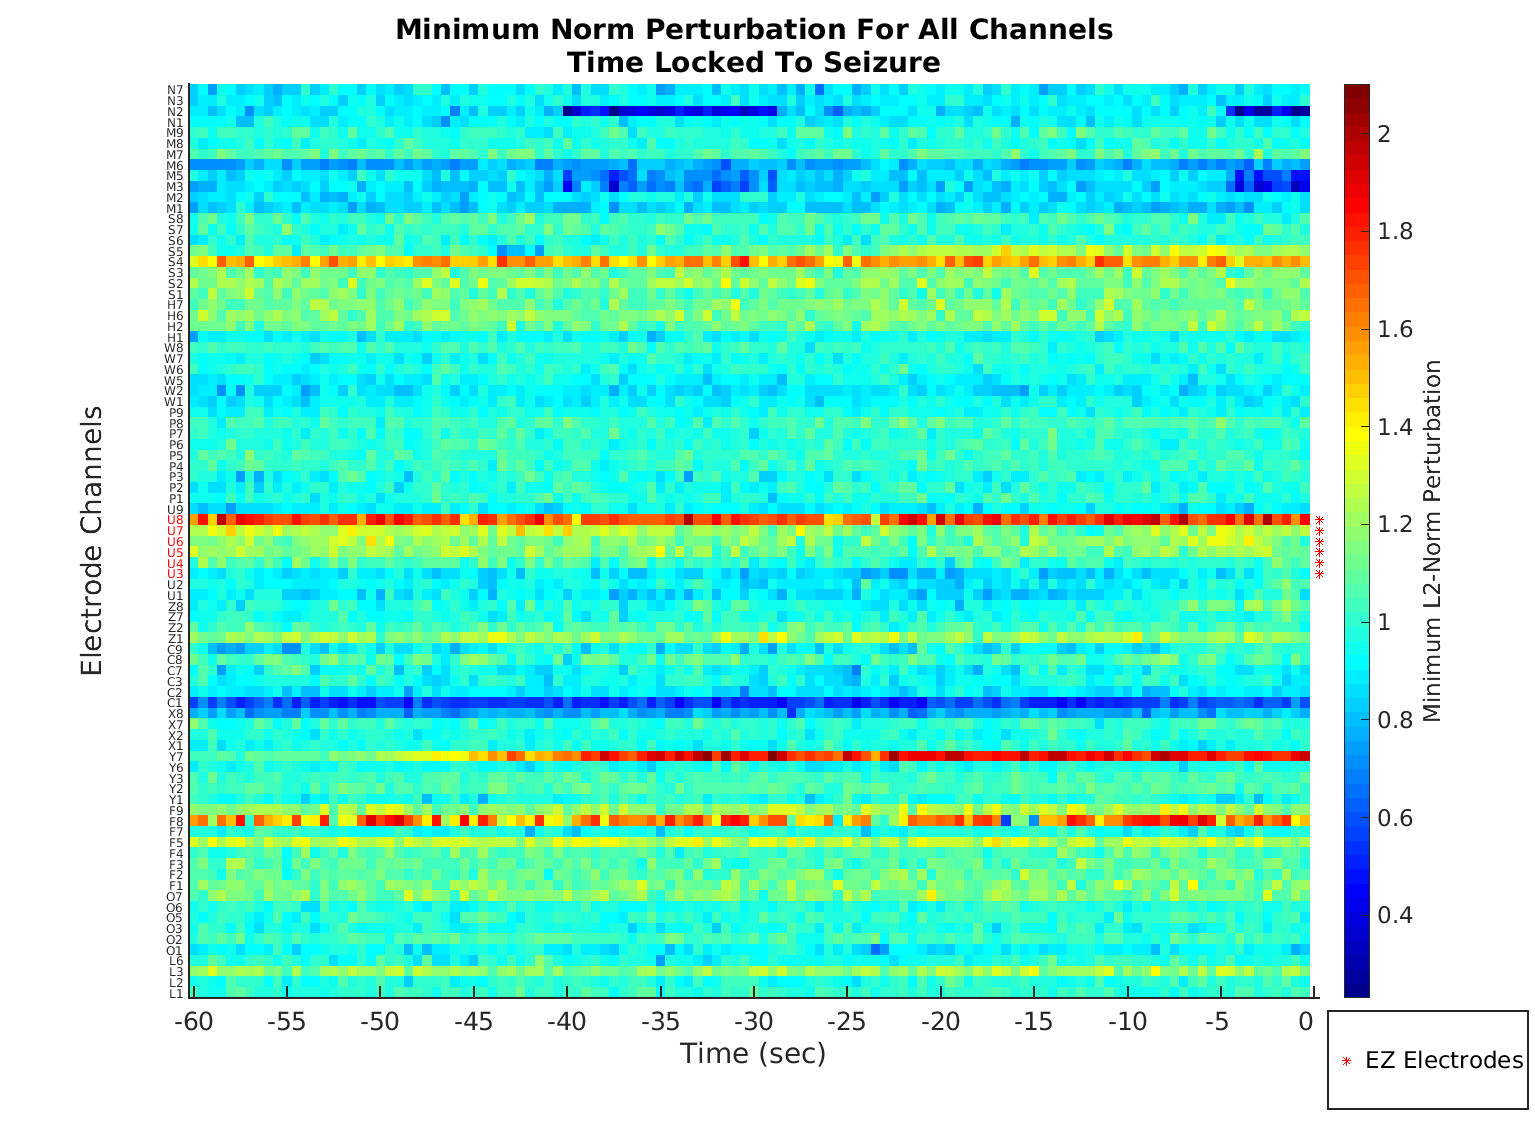 Minimum Norm Perturbation For All Channels
Time Locked To Seizure
Electrode Channels
N7
N3
N2
N1
M9
M8
M7
M6
M5
M3
M2
M1
S8
S7
S6
S5
S4
S3
S2
S1
H7
H6
H2
H1
W8
W7
W6
W5
W2
W1
P9
P8
P7
P6
P5
P4
P3
P2
P1
U9
U8
U7
U6
U5
U4
U3
U2
U1
Z8
Z7
Z2
Z1
C9
C8
C7
C3
C2
C1
X8
X7
X2
X1
Y7
Y6
Y3
Y2
Y1
F9
F8
F7
F5
F4
F3
F2
F1
O7
O6
O5
O3
O2
O1
L6
L3
L2
L1
-60 -55 -50 -45 -40 -35 -30 -25 -20 -15 -10 -5 0
Time (sec)
2
1.8
1.6
1.4
1.2
1
0.8
0.6
0.4
Minimum L2-Norm Perturbation
EZ Electrodes